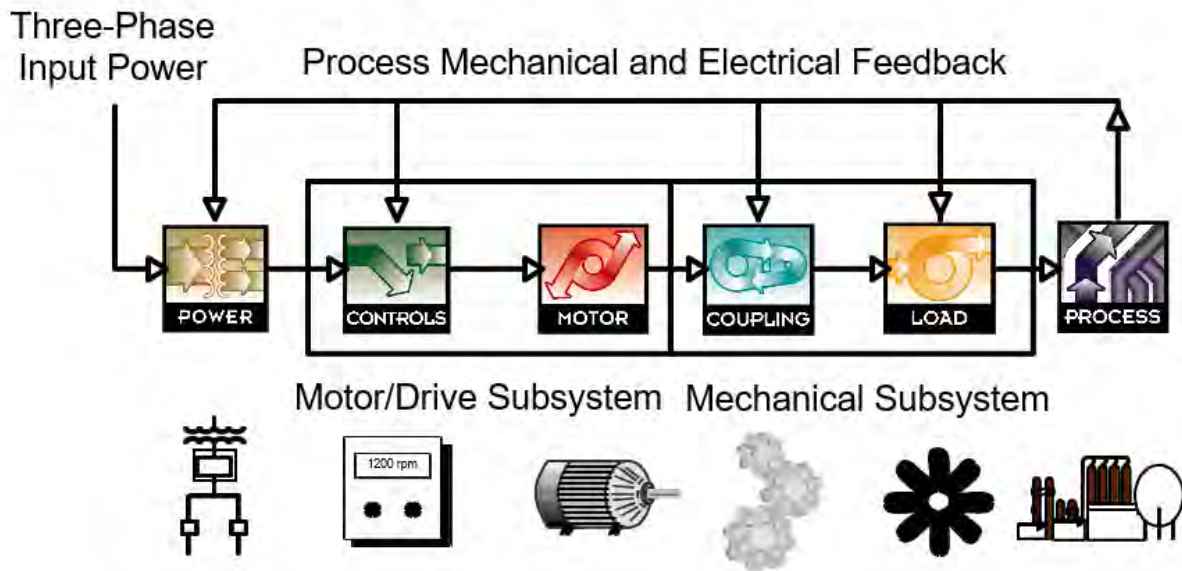 Three-Phase
Input Power
Process Mechanical and Electrical Feedback
POWER
CONTROLS
MOTOR
COUPLING
LOAD
PROCESS
Motor/Drive Subsystem
Mechanical Subsystem
1200 rpm